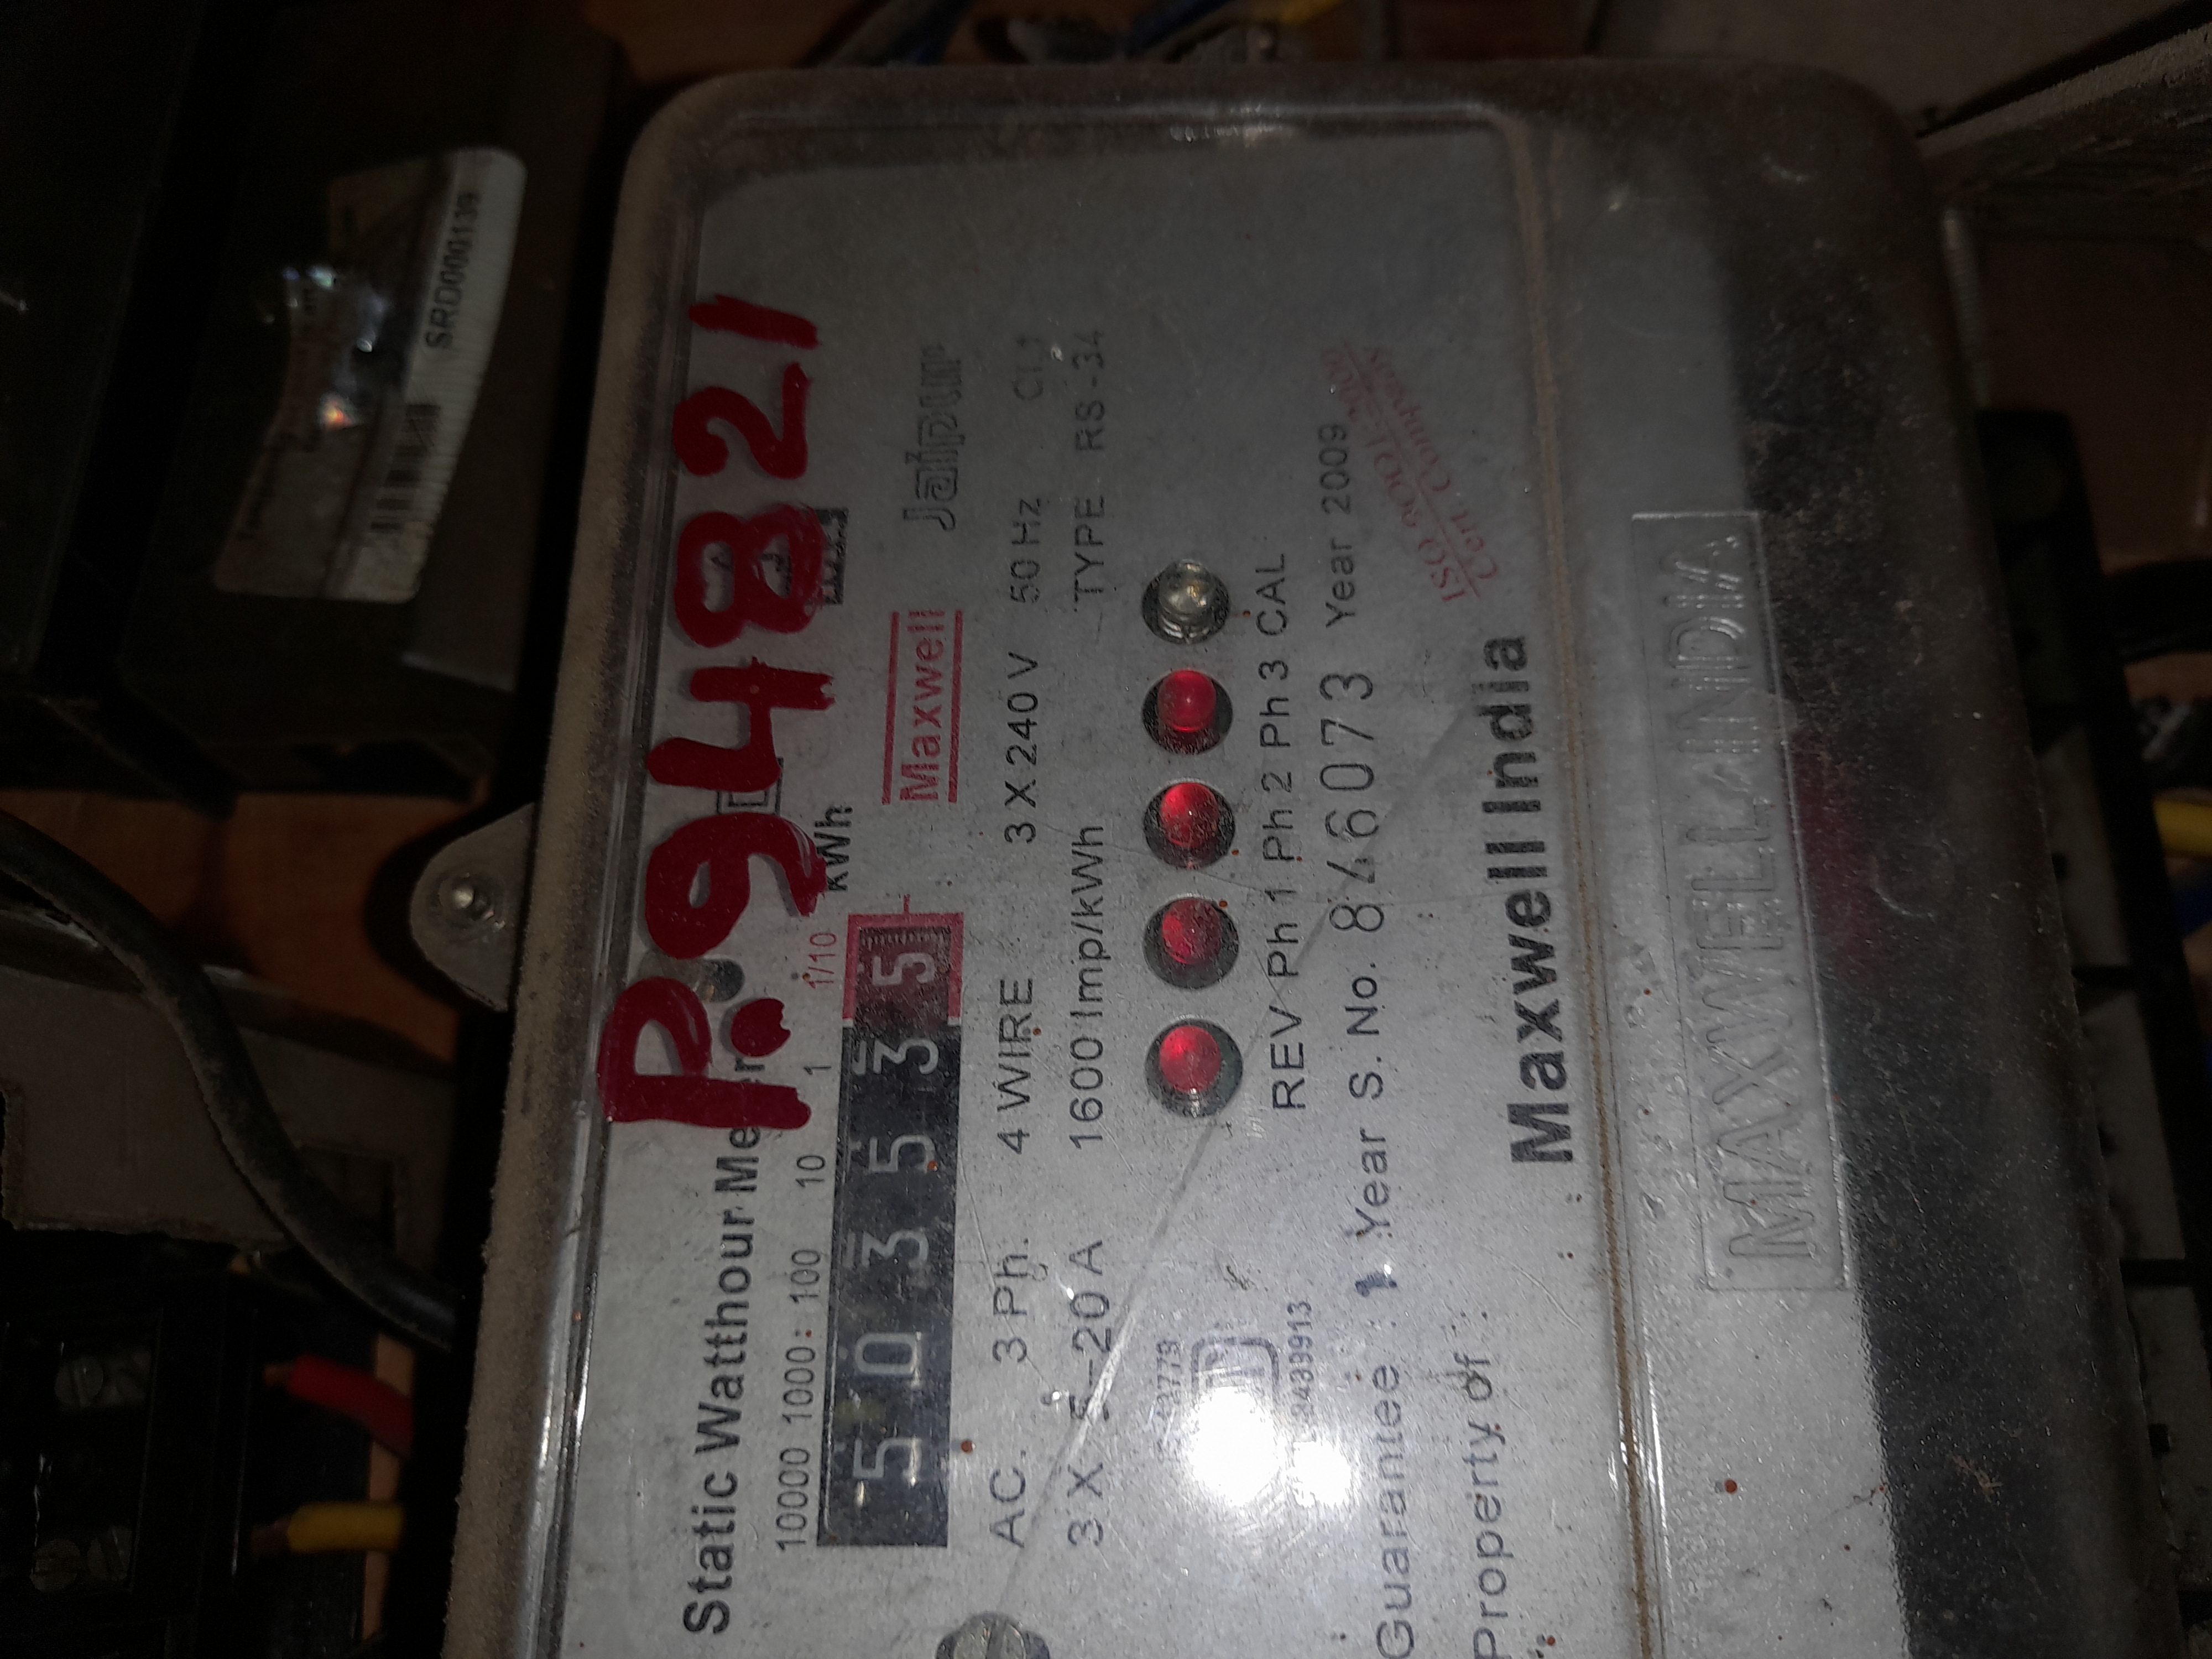 P.94821
Static Watthour Meter
10000 1000 100 10 1 1/10
5 0 3 5 3 5 kWh
Maxwell Jaipur
AC. 3 Ph. 4 WIRE 3 X 240 V 50 Hz Cl.1
3 X 5-20 A 1600 Imp/kWh TYPE RS-34
REV Ph 1 Ph 2 Ph 3 CAL
Guarantee 1 Year S. No. 846073 Year 2009
ISO 9001-2000
Cert. Company
Property of
Maxwell India
MAXWELL INDIA
SRD000139